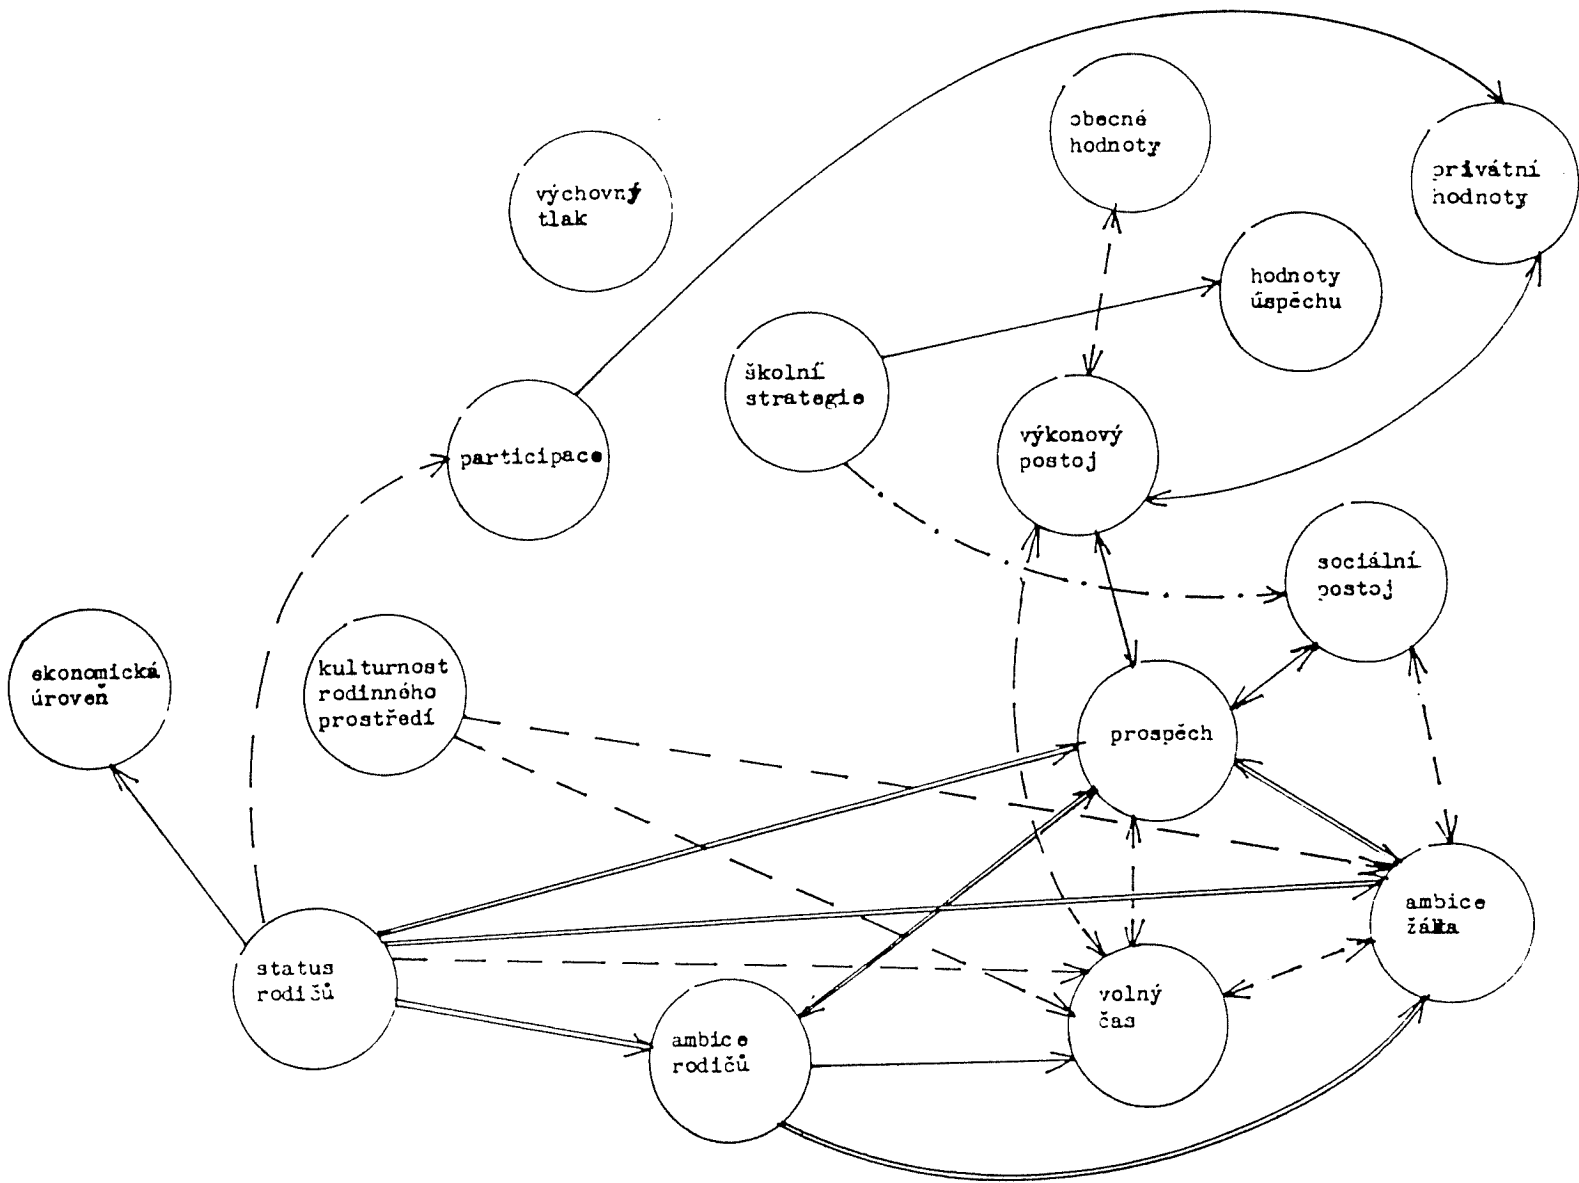 obecné
hodnoty
privátní
hodnoty
výchovný
tlak
hodnoty
úspěchu
školní
strategie
výkonový
postoj
participace
sociální
postoj
ekonomická
úroveň
kulturnost
rodinného
prostředí
prospěch
ambice
žáka
status
rodičů
volný
čas
ambice
rodičů